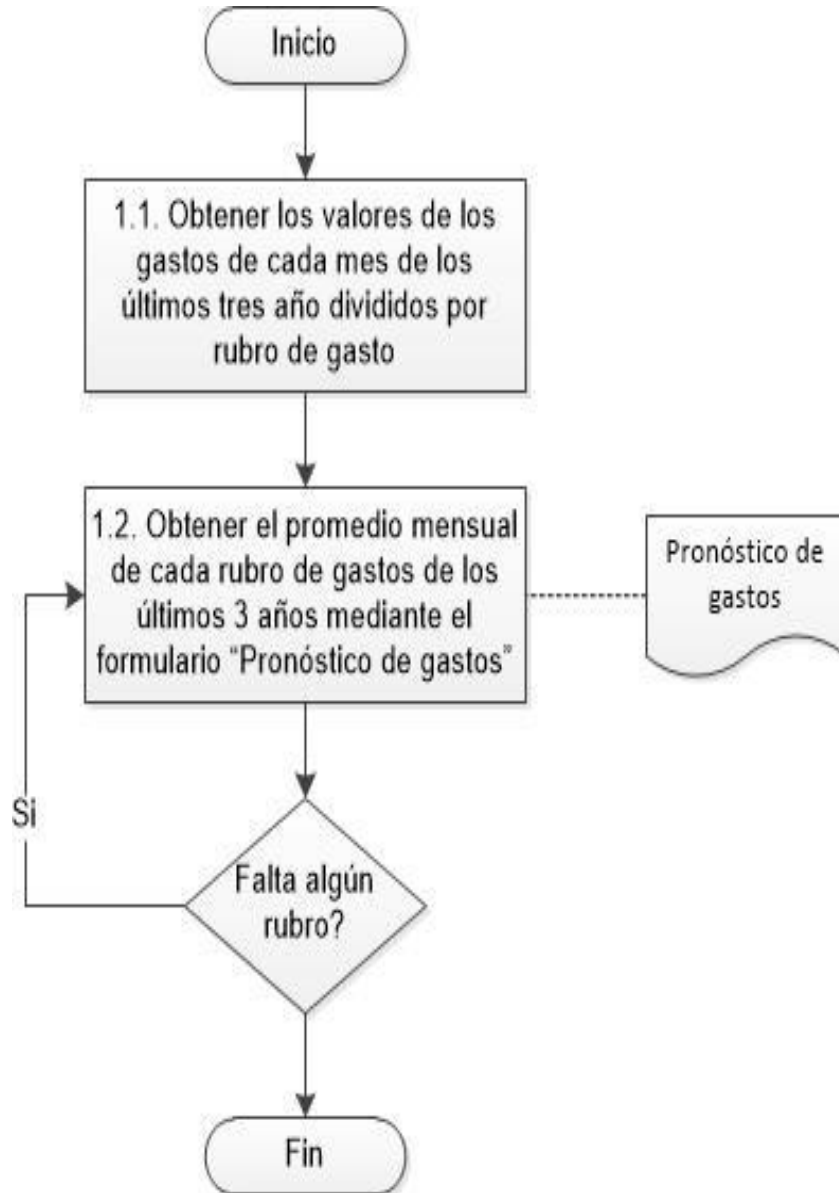 Inicio
1.1. Obtener los valores de los
gastos de cada mes de los
últimos tres año divididos por
rubro de gasto
1.2. Obtener el promedio mensual
de cada rubro de gastos de los
últimos 3 años mediante el
formulario “Pronóstico de gastos”
Pronóstico de
gastos
Si
Falta algún
rubro?
Fin